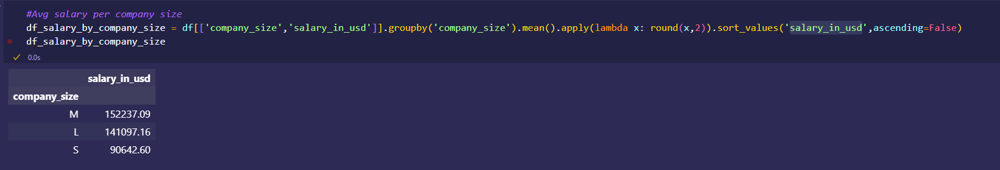 #Avg salary per company size
df_salary_by_company_size = df[['company_size','salary_in_usd']].groupby('company_size').mean().apply(lambda x: round(x,2)).sort_values('salary_in_usd',ascending=False)
df_salary_by_company_size
0.0s
salary_in_usd
company_size
M 152237.09
L 141097.16
S 90642.60